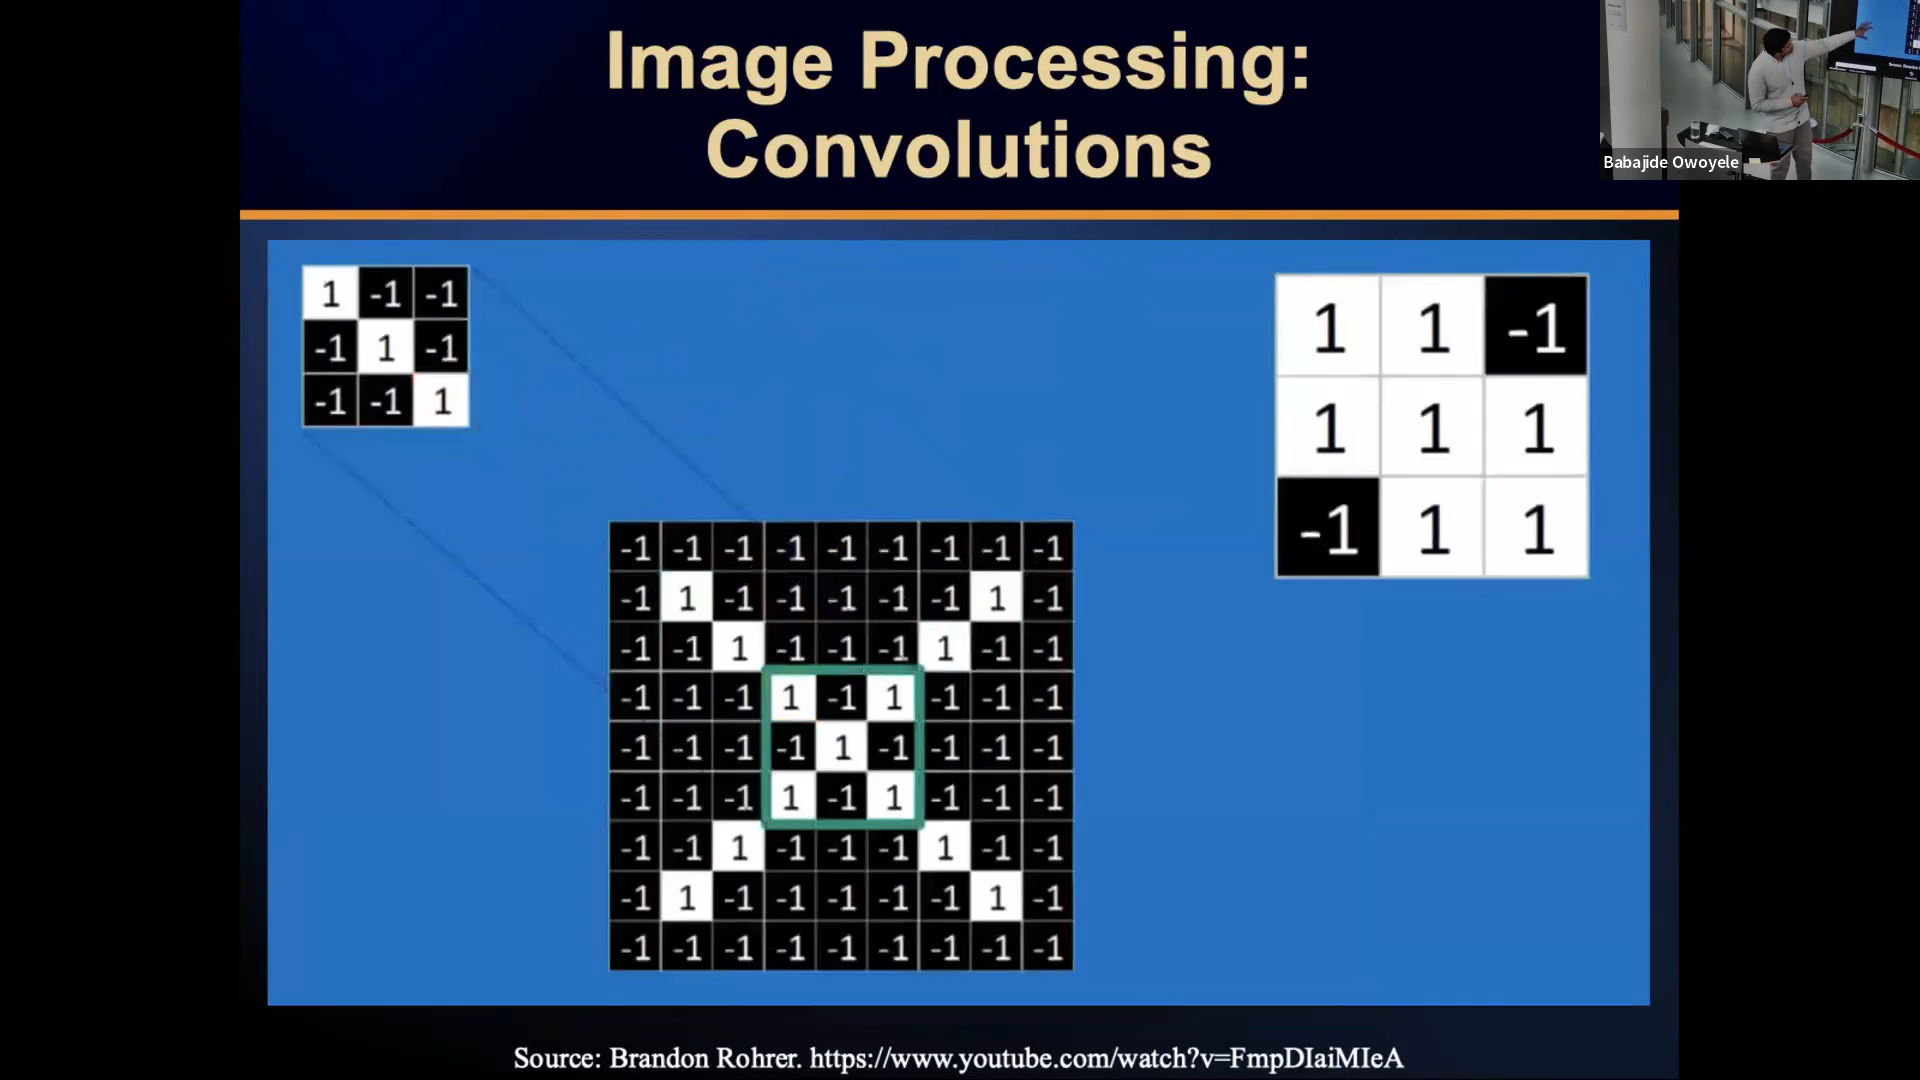 Image Processing:
Convolutions
Babajide Owoyele
1 -1 -1
-1 1 -1
-1 -1 1
1 1 -1
1 1 1
-1 1 1
-1 -1 -1 -1 -1 -1 -1 -1 -1
-1 1 -1 -1 -1 -1 -1 1 -1
-1 -1 1 -1 -1 -1 1 -1 -1
-1 -1 -1 1 -1 1 -1 -1 -1
-1 -1 -1 -1 1 -1 -1 -1 -1
-1 -1 -1 1 -1 1 -1 -1 -1
-1 -1 1 -1 -1 -1 1 -1 -1
-1 1 -1 -1 -1 -1 -1 1 -1
-1 -1 -1 -1 -1 -1 -1 -1 -1
Source: Brandon Rohrer. https://www.youtube.com/watch?v=FmpDIaiMIeA